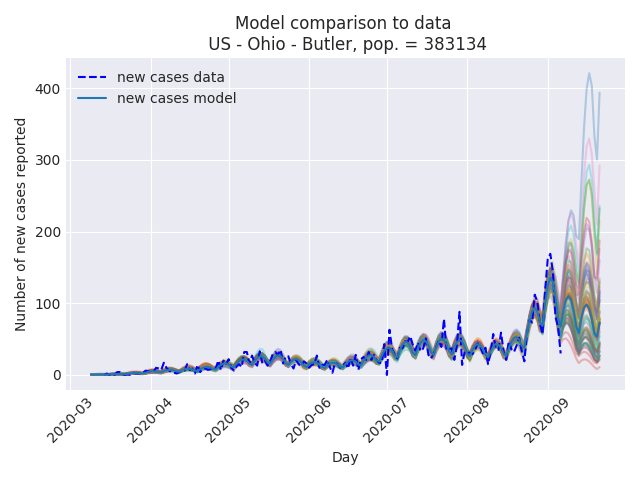 Model comparison to data
US - Ohio - Butler, pop. = 383134
new cases data
new cases model
Number of new cases reported
400
300
200
100
0
2020-03
2020-04
2020-05
2020-06
2020-07
2020-08
2020-09
Day